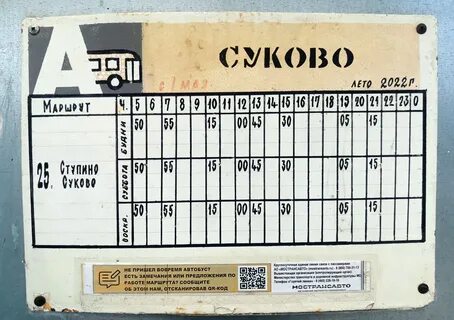 А
СУКОВО
с 1 мая
ЛЕТО 2022 г.
МАРШРУТ Ч. 5 6 7 8 9 10 11 12 13 14 15 16 17 18 19 20 21 22 23 0
БУДНИ 50 55 15 00 45 30 05 15
25. СТУПИНО СУКОВО
СУББОТА 50 55 15 00 45 30 05 15
ВОСКР. 50 55 15 00 45 30 05 15
НЕ ПРИШЕЛ ВОВРЕМЯ АВТОБУС?
ЕСТЬ ЗАМЕЧАНИЯ ИЛИ ПРЕДЛОЖЕНИЯ ПО
РАБОТЕ МАРШРУТА? СООБЩИТЕ
ОБ ЭТОМ НАМ, ОТСКАНИРОВАВ QR-КОД
МОСТРАНСАВТО